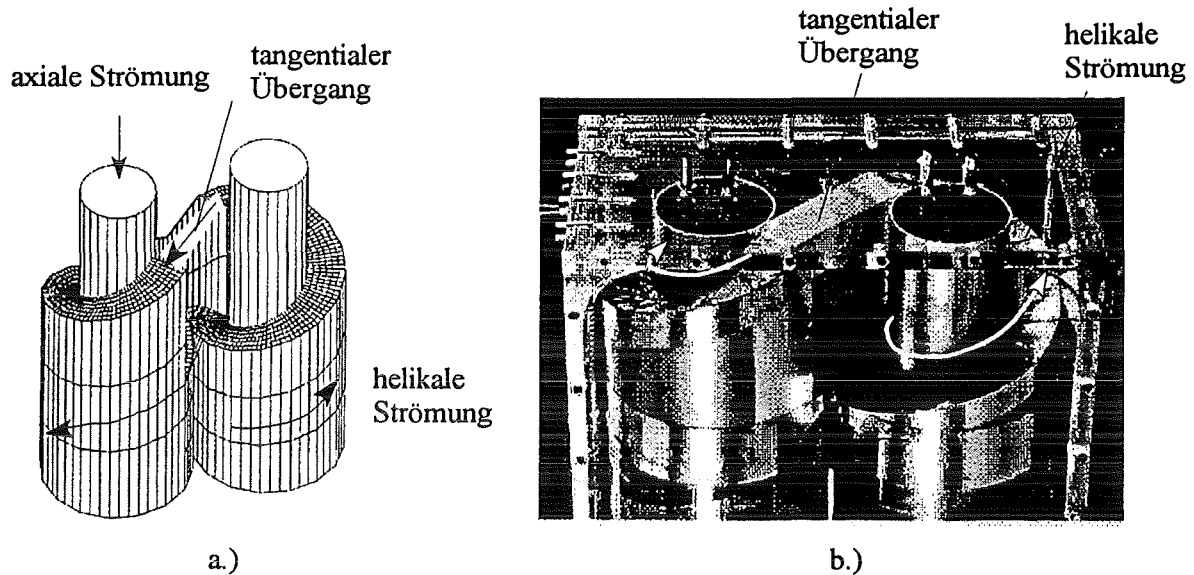 axiale Strömung
tangentialer
Übergang
helikale
Strömung
a.)
tangentialer
Übergang
helikale
Strömung
b.)